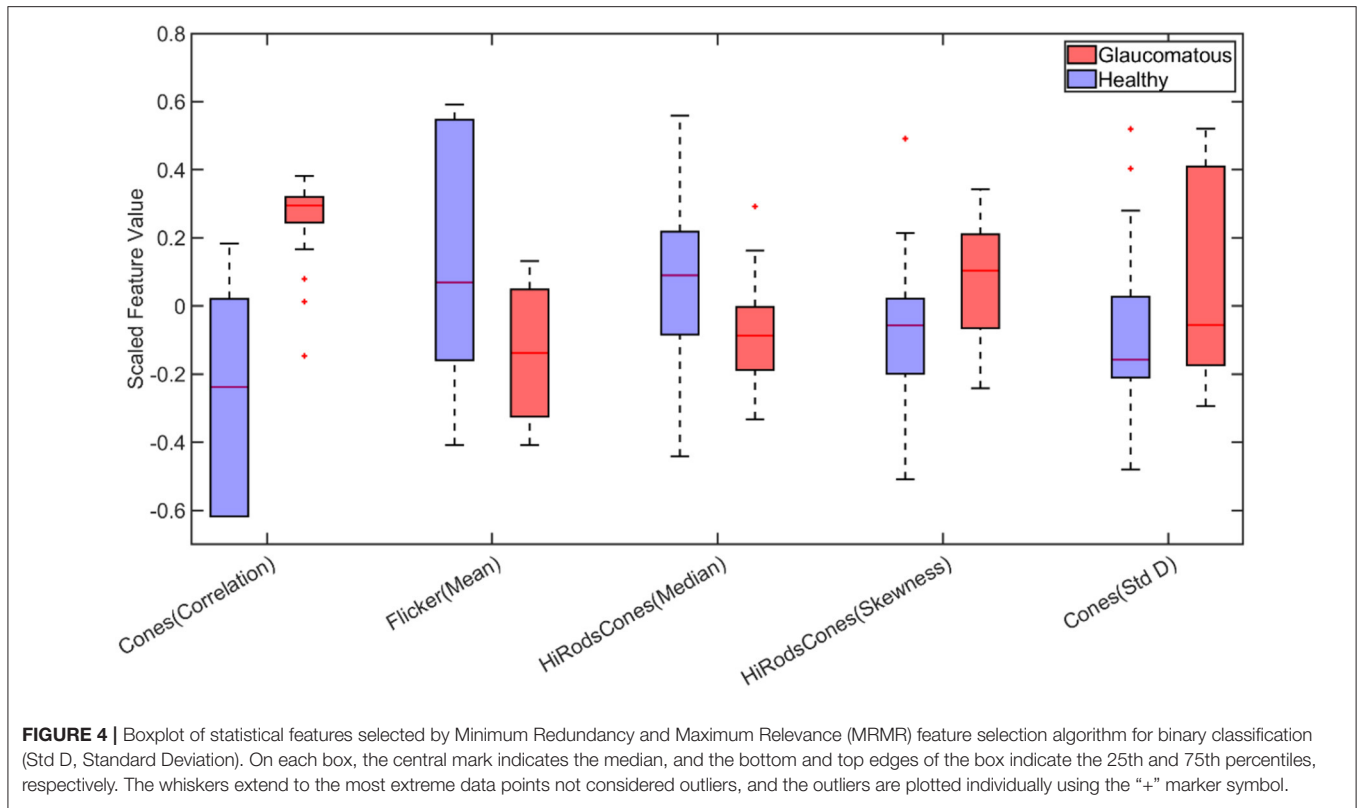 0.8
0.6
0.4
0.2
0
-0.2
-0.4
-0.6
Scaled Feature Value
Glaucomatous
Healthy
Cones(Correlation)
Flicker(Mean)
HiRodsCones(Median)
HiRodsCones(Skewness)
Cones(Std D)
FIGURE 4 | Boxplot of statistical features selected by Minimum Redundancy and Maximum Relevance (MRMR) feature selection algorithm for binary classification
(Std D, Standard Deviation). On each box, the central mark indicates the median, and the bottom and top edges of the box indicate the 25th and 75th percentiles,
respectively. The whiskers extend to the most extreme data points not considered outliers, and the outliers are plotted individually using the “+” marker symbol.